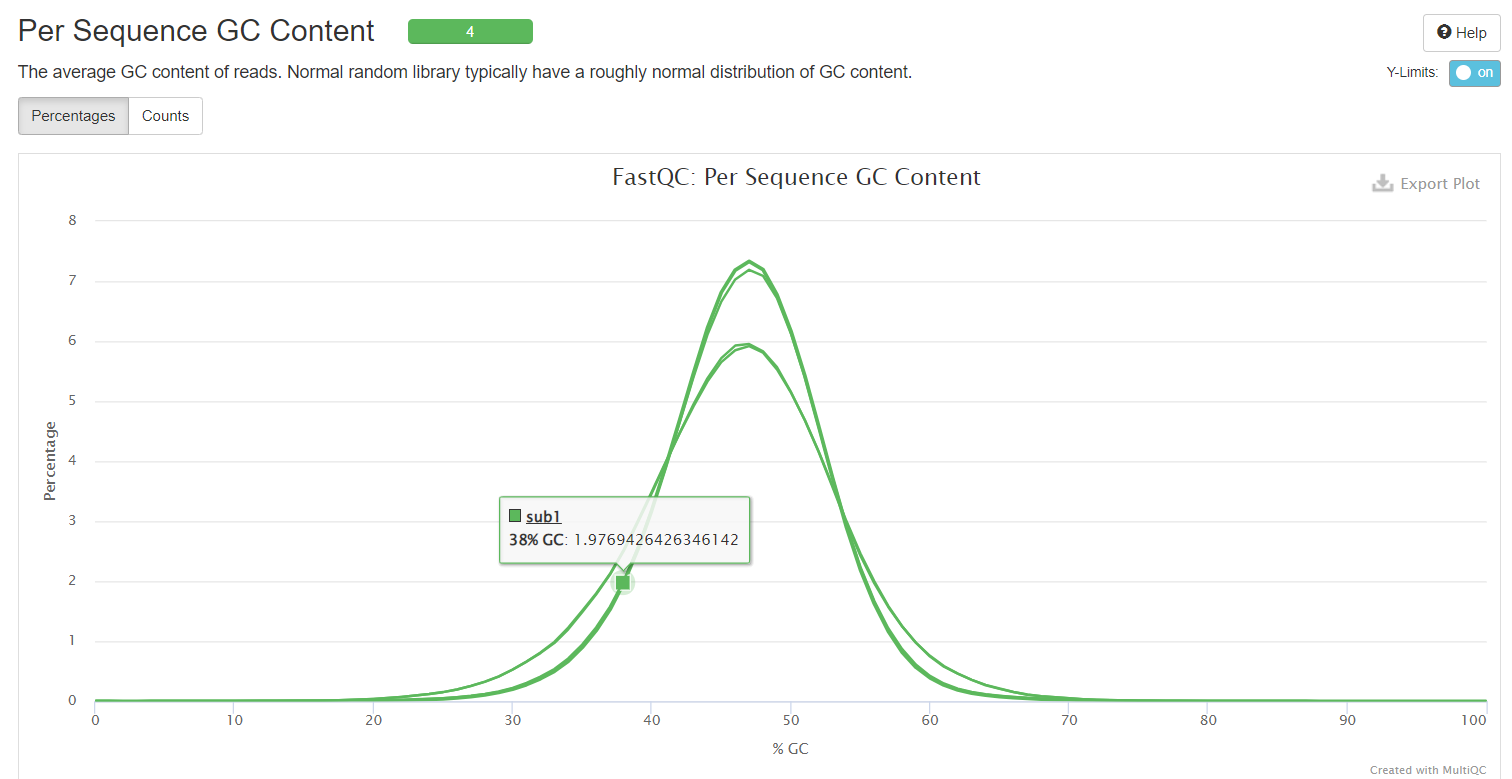 Per Sequence GC Content 4
Help
The average GC content of reads. Normal random library typically have a roughly normal distribution of GC content.
Y-Limits: on
Percentages Counts
FastQC: Per Sequence GC Content
Export Plot
8
7
6
5
4
3
2
1
0
Percentage
sub1
38% GC: 1.9769426426346142
0 10 20 30 40 50 60 70 80 90 100
% GC
Created with MultiQC